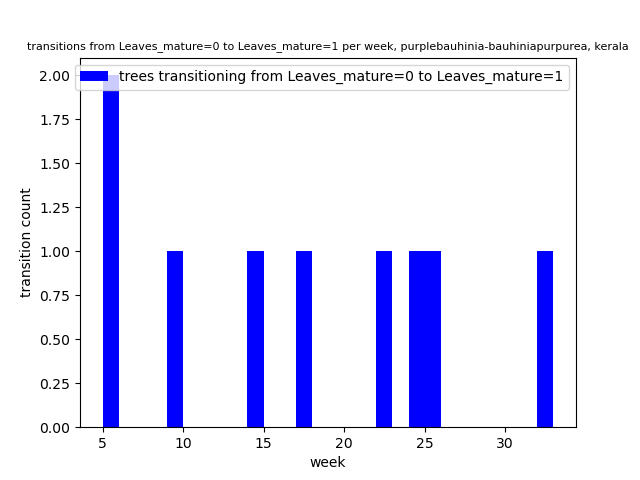 transitions from Leaves_mature=0 to Leaves_mature=1 per week, purplebauhinia-bauhiniapurpurea, kerala
trees transitioning from Leaves_mature=0 to Leaves_mature=1
transition count
2.00
1.75
1.50
1.25
1.00
0.75
0.50
0.25
0.00
5 10 15 20 25 30
week